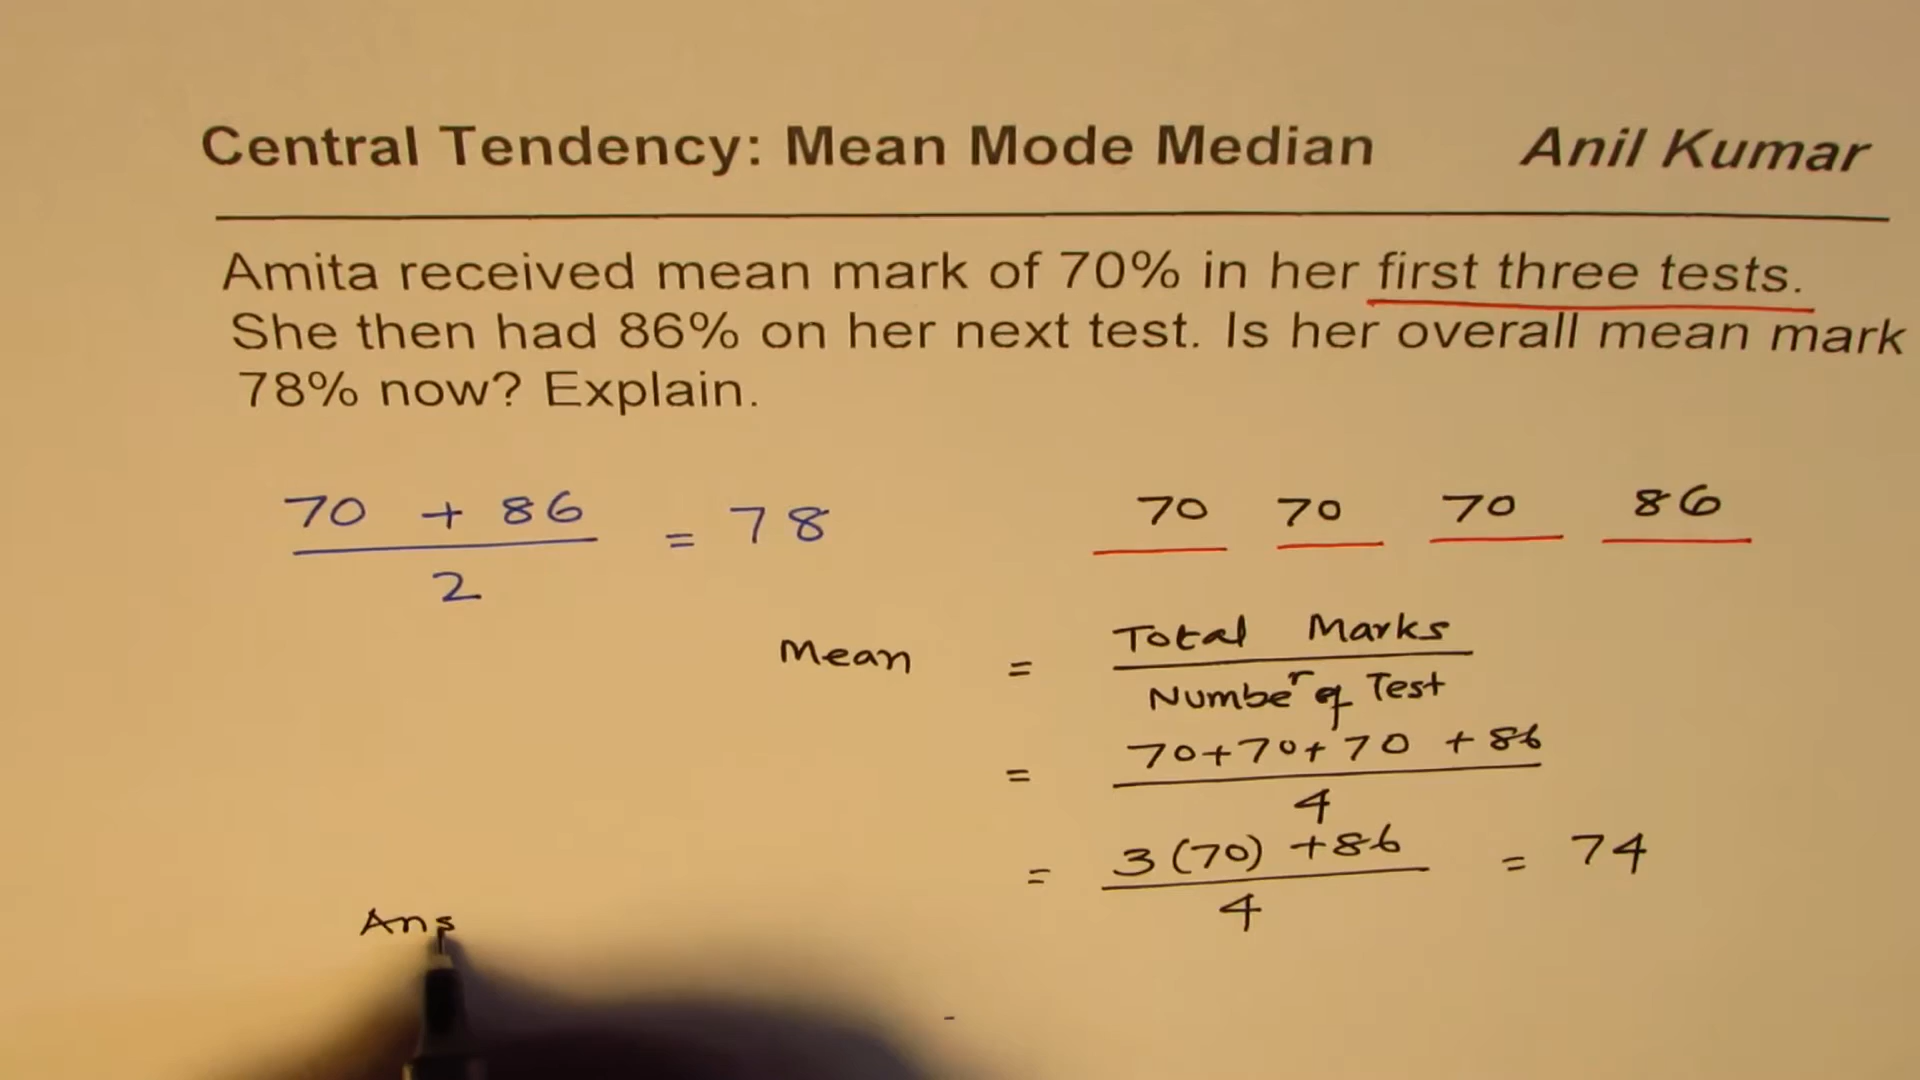 Central Tendency: Mean Mode Median Anil Kumar
Amita received mean mark of 70% in her first three tests.
She then had 86% on her next test. Is her overall mean mark
78% now? Explain.
70 + 86
2
= 78
70 70 70 86
Mean = Total Marks
Number of Test
= 70+70+70 +86
4
= 3 (70) +86
4
= 74
Ans